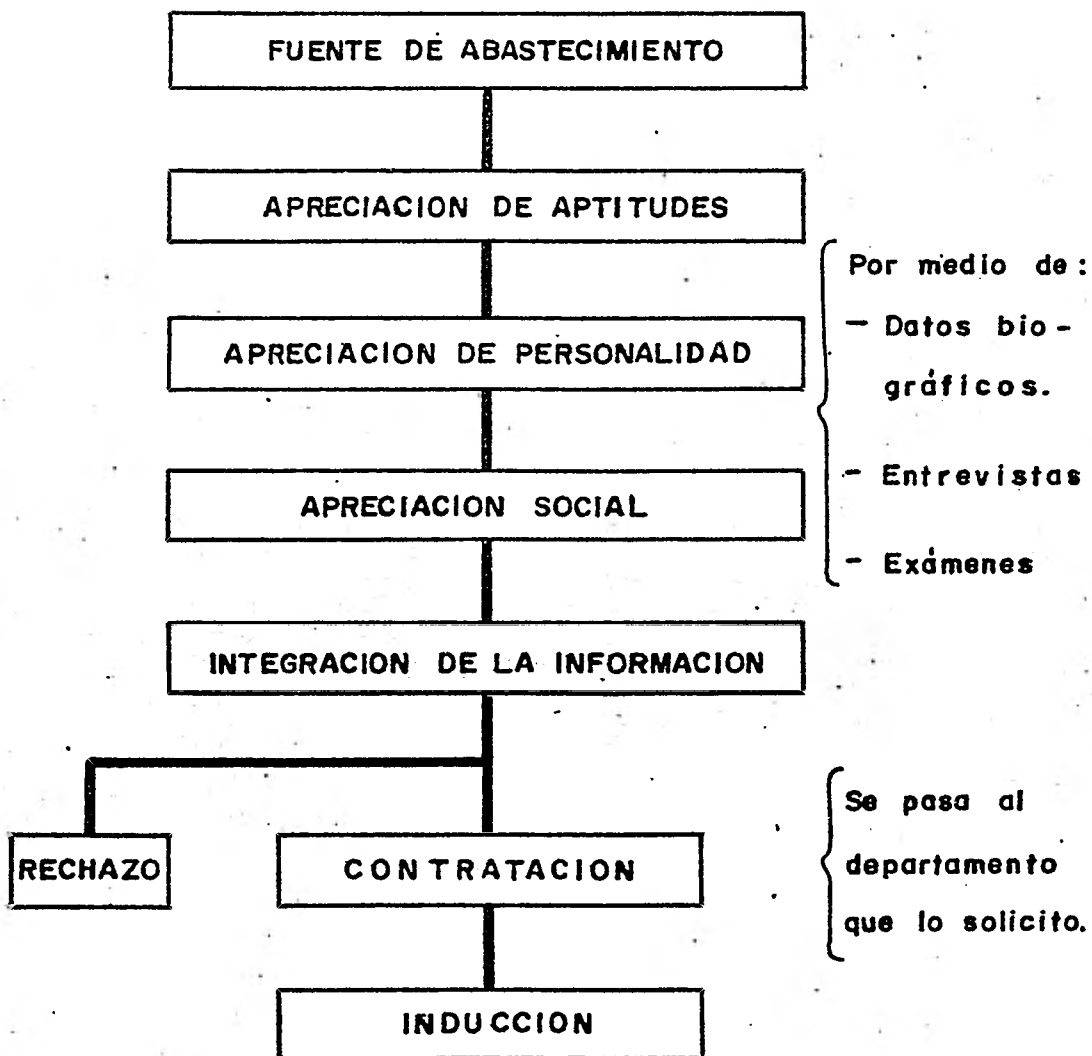 FUENTE DE ABASTECIMIENTO
APRECIACION DE APTITUDES
APRECIACION DE PERSONALIDAD
APRECIACION SOCIAL
Por medio de:
- Datos bio-
gráficos.
- Entrevistas
- Exámenes
INTEGRACION DE LA INFORMACION
RECHAZO
CONTRATACION
Se pasa al
departamento
que lo solicito.
INDUCCION